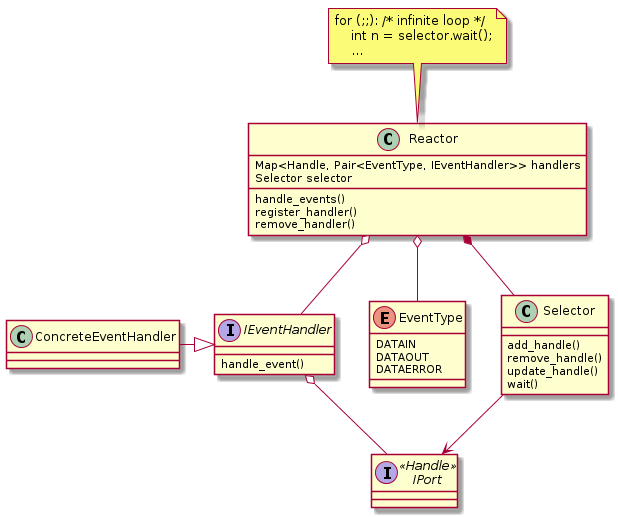 for (;;): /* infinite loop */
int n = selector.wait();
...
C Reactor
Map<Handle, Pair<EventType, IEventHandler>> handlers
Selector selector
handle_events()
register_handler()
remove_handler()
C ConcreteEventHandler
I IEventHandler
handle_event()
E EventType
DATAIN
DATAOUT
DATAERROR
C Selector
add_handle()
remove_handle()
update_handle()
wait()
I «Handle»
IPort